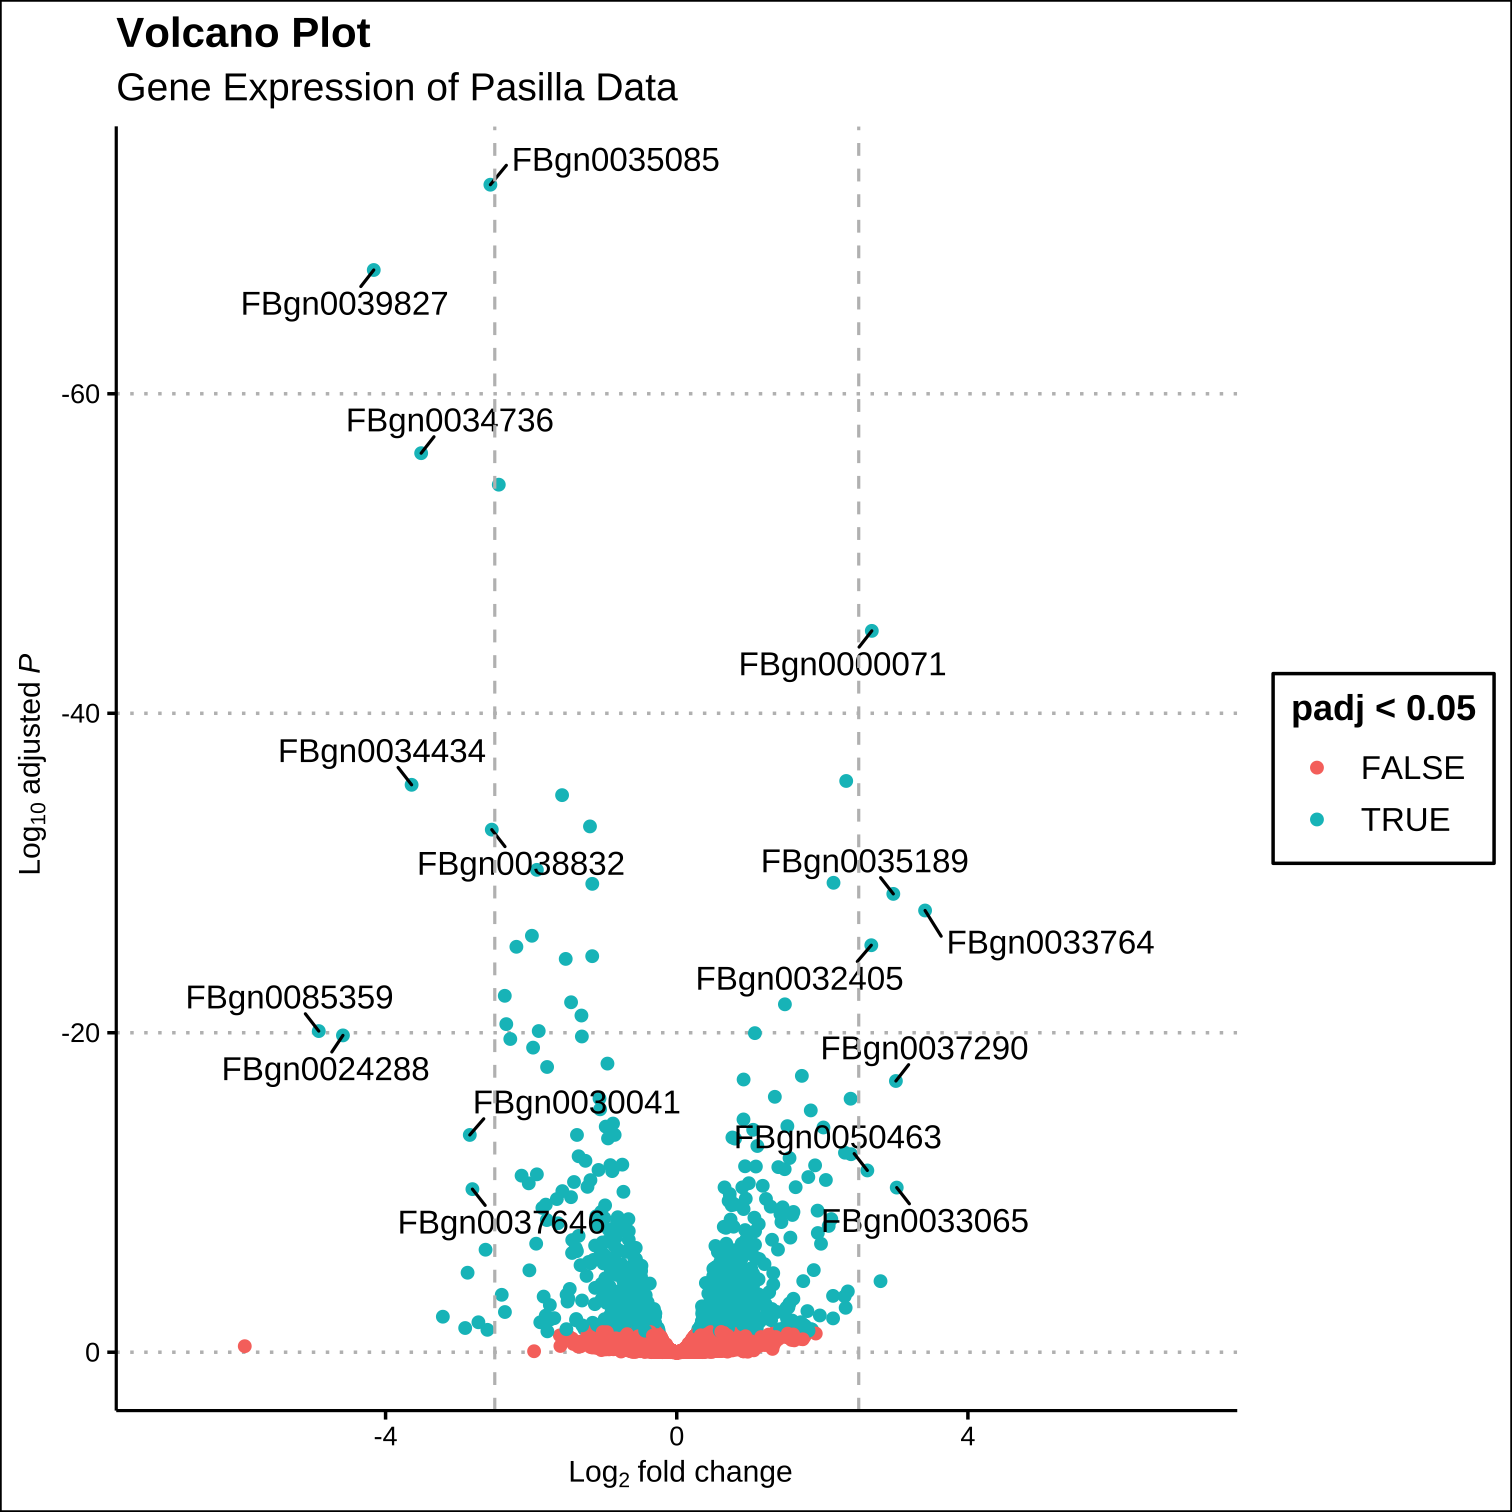 Volcano Plot
Gene Expression of Pasilla Data
FBgn0035085
FBgn0039827
-60
FBgn0034736
FBgn0000071
-40
FBgn0034434
FBgn0038832
FBgn0035189
FBgn0033764
FBgn0032405
FBgn0085359
-20
FBgn0037290
FBgn0024288
FBgn0030041
FBgn0050463
FBgn0037646
FBgn0033065
0
-4
0
4
Log2 fold change
Log10 adjusted P
padj < 0.05
FALSE
TRUE